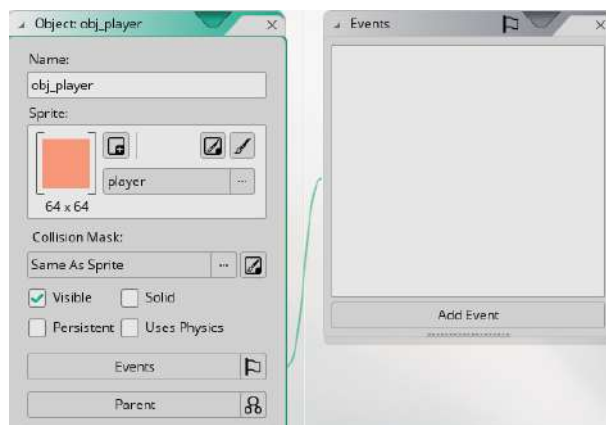 Object: obj_player
Name:
obj_player
Sprite:
player
64 x 64
Collision Mask:
Same As Sprite
Visible Solid
Persistent Uses Physics
Events
Parent
Events
Add Event